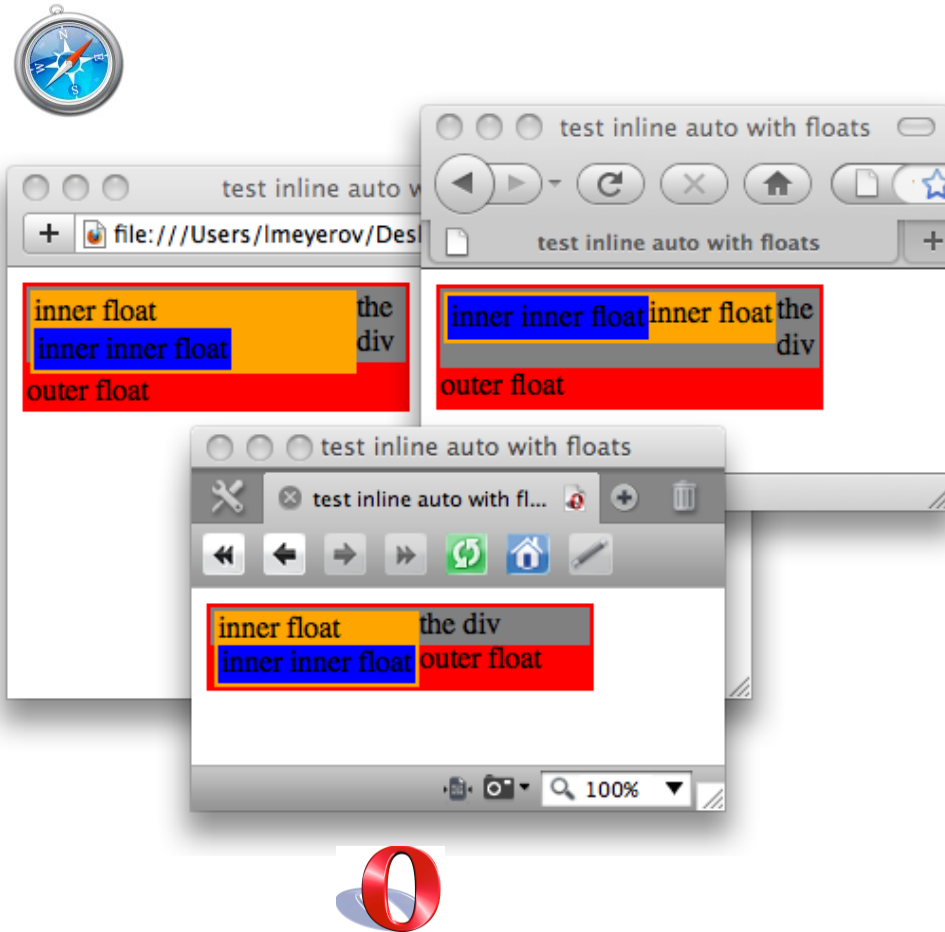 N
E
S
W
test inline auto with floats
test inline auto w
+ file:///Users/lmeyerov/Desl
test inline auto with floats +
inner float
the
inner inner float
div
outer float
inner inner float inner float the
div
outer float
test inline auto with floats
test inline auto with fl...
inner float the div
inner inner float outer float
100%